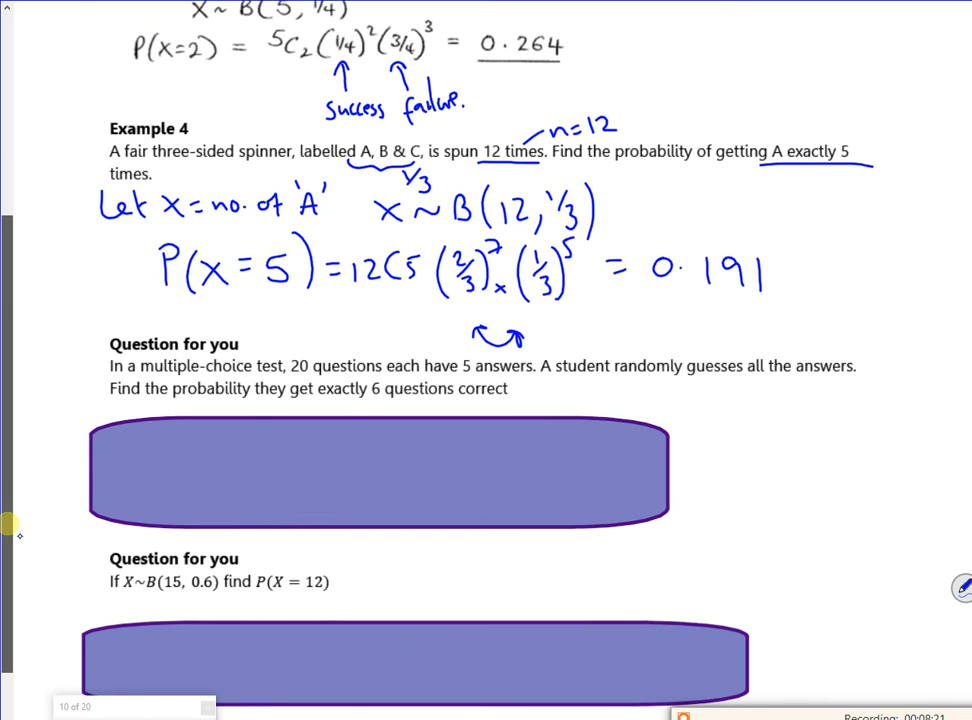 X ~ B(5, 1/4)
P(X=2) = 5C₂(1/4)²(3/4)³ = 0.264
success failure.
Example 4
n=12
A fair three-sided spinner, labelled A, B & C, is spun 12 times. Find the probability of getting A exactly 5
times.
1/3
Let X = no. of 'A' X ~ B(12, 1/3)
P(X = 5) = 12C5 (2/3)⁷ × (1/3)⁵ = 0.191
Question for you
In a multiple-choice test, 20 questions each have 5 answers. A student randomly guesses all the answers.
Find the probability they get exactly 6 questions correct
Question for you
If X~B(15, 0.6) find P(X = 12)
10 of 20
Recording: 00:08:21